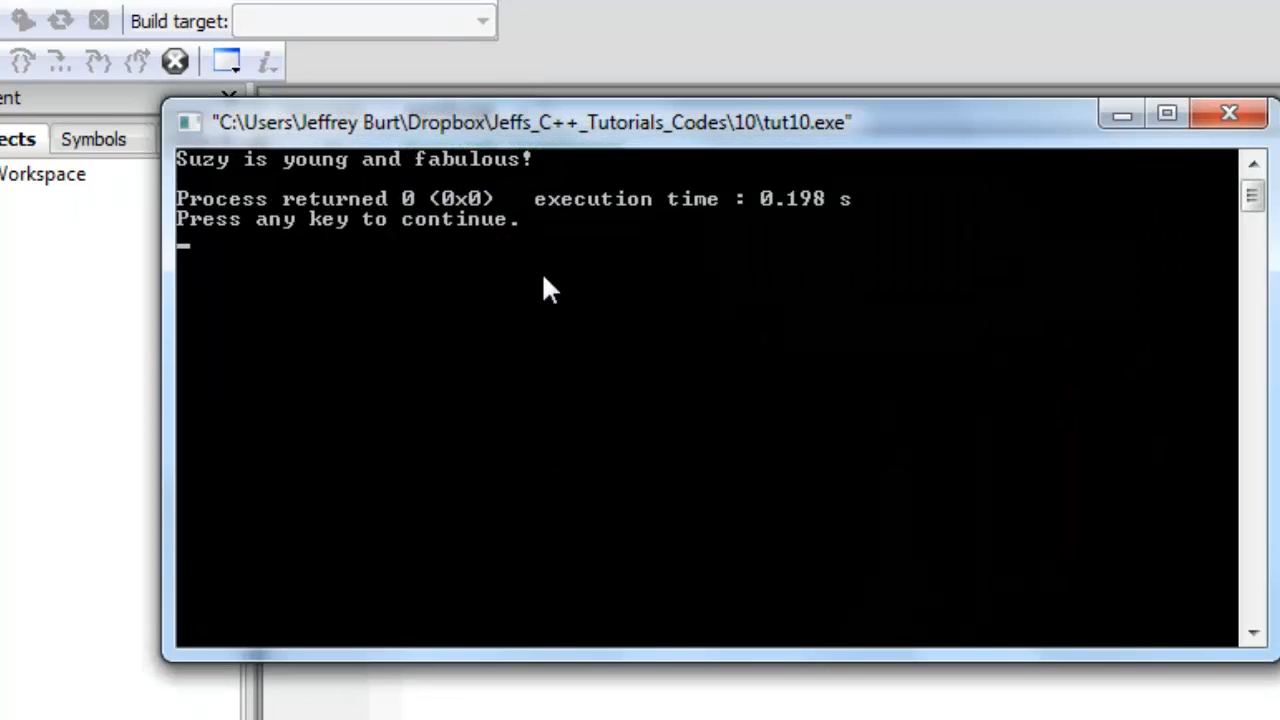 Build target:
ent
ects Symbols
Workspace
"C:\Users\Jeffrey Burt\Dropbox\Jeffs_C++_Tutorials_Codes\10\tut10.exe"
Suzy is young and fabulous!
Process returned 0 (0x0)   execution time : 0.198 s
Press any key to continue.